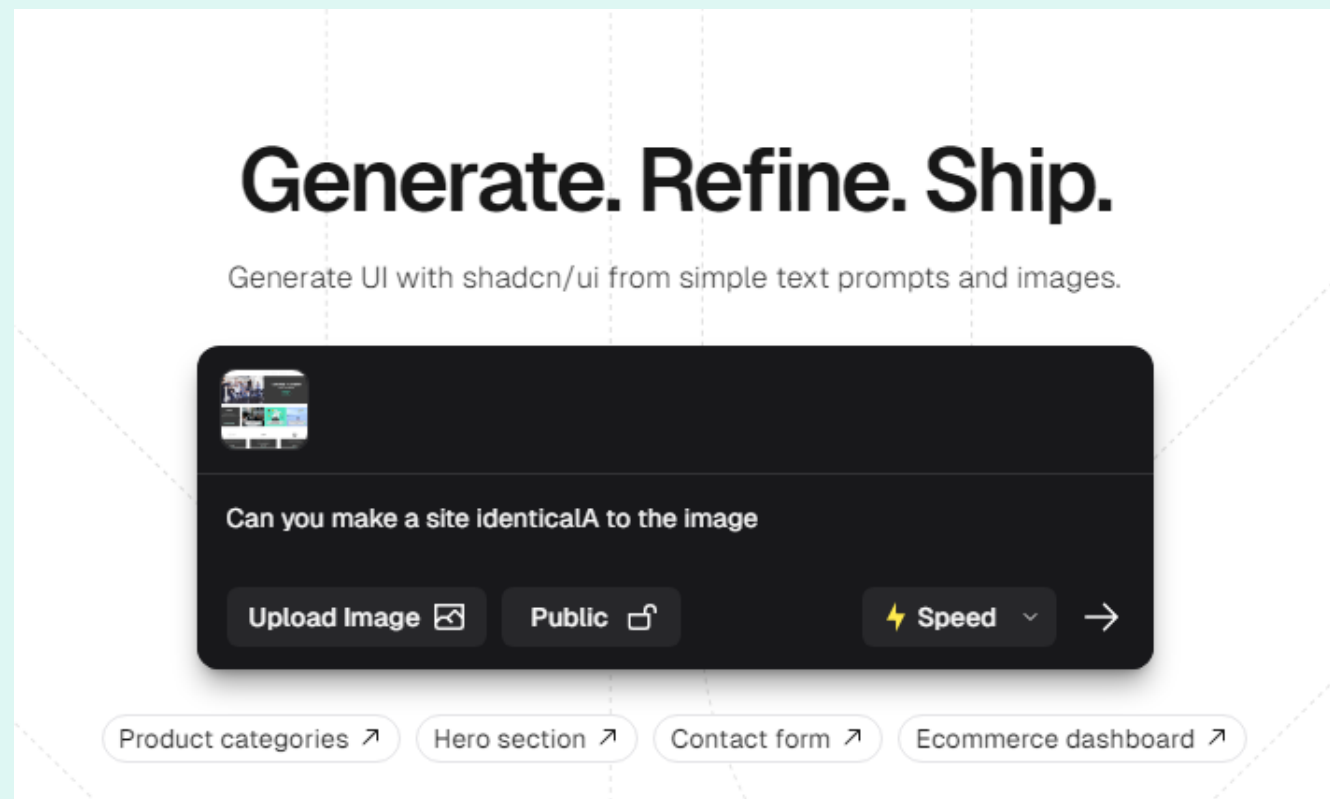 Generate. Refine. Ship.
Generate UI with shadcn/ui from simple text prompts and images.
Can you make a site identicalA to the image
Upload Image
Public
Speed
Product categories
Hero section
Contact form
Ecommerce dashboard